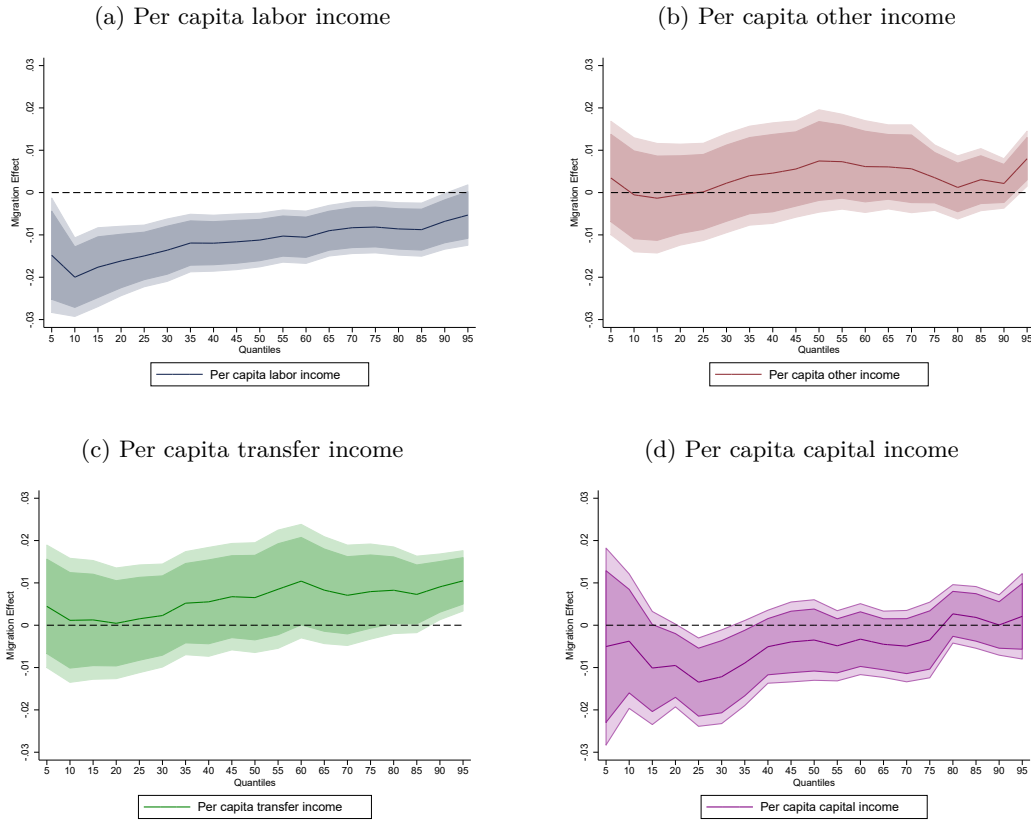 (a) Per capita labor income
Migration Effect
.03
.02
.01
0
-.01
-.02
-.03
5 10 15 20 25 30 35 40 45 50 55 60 65 70 75 80 85 90 95
Quantiles
Per capita labor income
(b) Per capita other income
Migration Effect
.03
.02
.01
0
-.01
-.02
-.03
5 10 15 20 25 30 35 40 45 50 55 60 65 70 75 80 85 90 95
Quantiles
Per capita other income
(c) Per capita transfer income
Migration Effect
.03
.02
.01
0
-.01
-.02
-.03
5 10 15 20 25 30 35 40 45 50 55 60 65 70 75 80 85 90 95
Quantiles
Per capita transfer income
(d) Per capita capital income
Migration Effect
.03
.02
.01
0
-.01
-.02
-.03
5 10 15 20 25 30 35 40 45 50 55 60 65 70 75 80 85 90 95
Quantiles
Per capita capital income